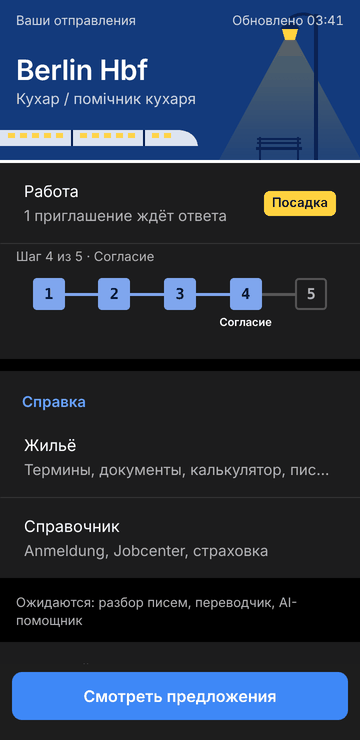 Ваши отправления
Обновлено 03:41
Berlin Hbf
Кухар / помічник кухаря
Работа
1 приглашение ждёт ответа
Посадка
Шаг 4 из 5 · Согласие
1 2 3 4 5
Согласие
Справка
Жильё
Термины, документы, калькулятор, пис...
Справочник
Anmeldung, Jobcenter, страховка
Ожидаются: разбор писем, переводчик, AI-
помощник
Смотреть предложения